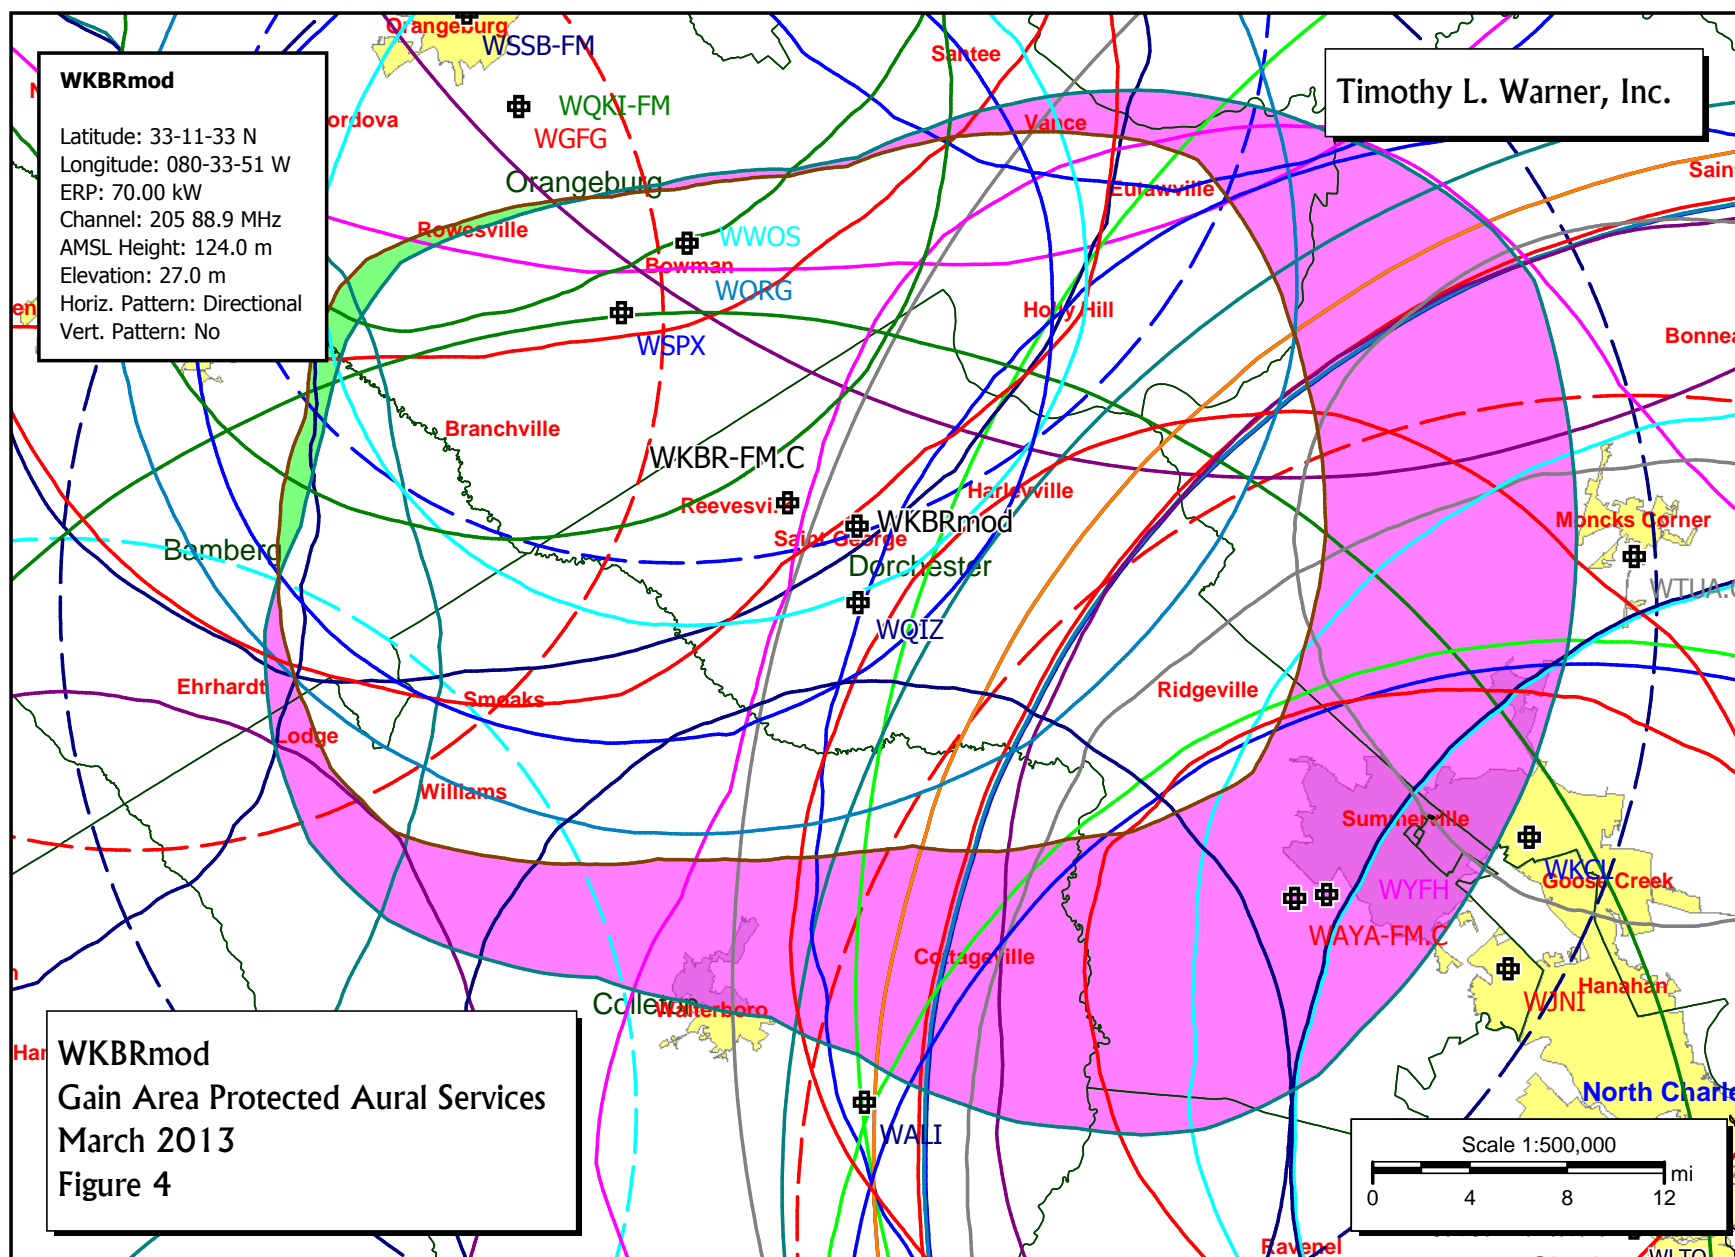 Orangeburg
WSSB-FM
Santee
WKBRmod
Latitude: 33-11-33 N
Longitude: 080-33-51 W
ERP: 70.00 kW
Channel: 205 88.9 MHz
AMSL Height: 124.0 m
Elevation: 27.0 m
Horiz. Pattern: Directional
Vert. Pattern: No
Timothy L. Warner, Inc.
WQKI-FM
WGFG
ordova
Vance
Orangeburg
Eutawville
Rowesville
WWOS
Bowman
WORG
Holly Hill
WSPX
Branchville
WKBR-FM.C
Harleyville
Reevesvi
WKBRmod
Saint George
Moncks Corner
Bamberg
Dorchester
WQIZ
Ehrhardt
Smoaks
Ridgeville
Lodge
Williams
Summerville
WKCL
Goose Creek
WYFH
WAYA-FM.C
Cottageville
Hanahan
WJNI
Colleton
Walterboro
WKBRmod
Gain Area Protected Aural Services
March 2013
Figure 4
North Charle
WALI
Scale 1:500,000
mi
0 4 8 12
Ravenel